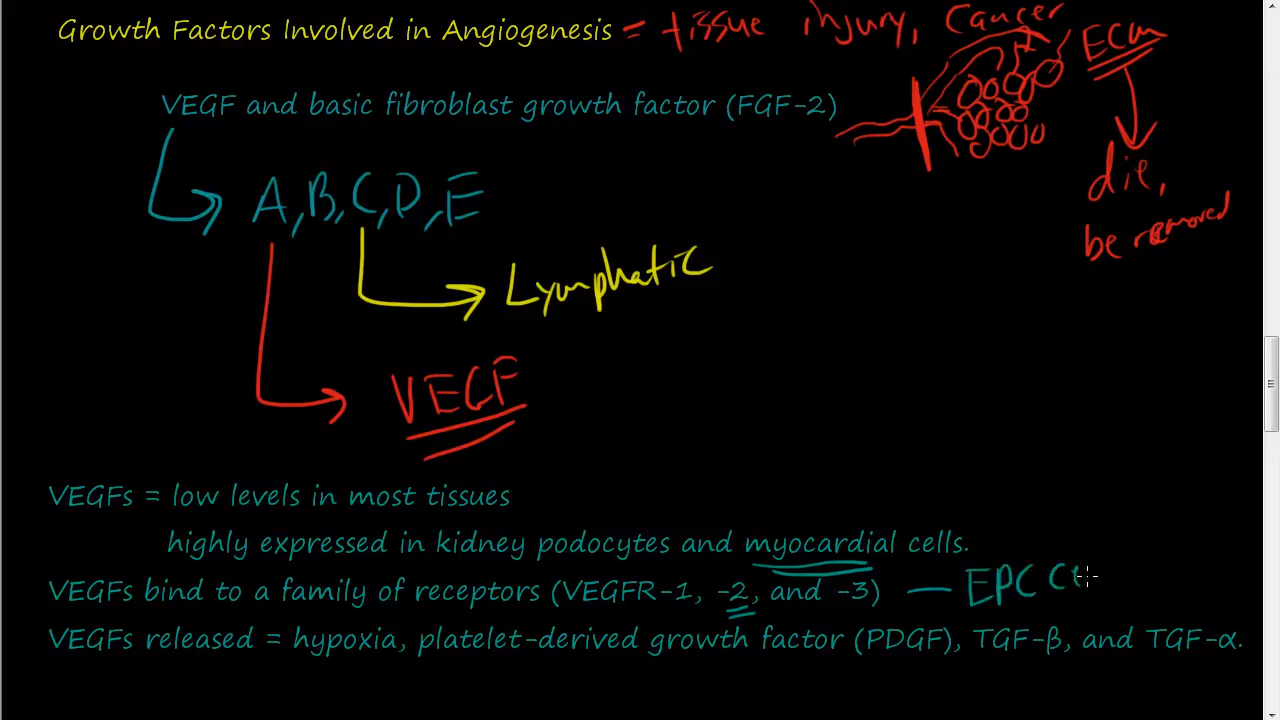 Growth Factors Involved in Angiogenesis = tissue injury, cancer
ECM
VEGF and basic fibroblast growth factor (FGF-2)
die,
be removed
A, B, C, D, E
Lymphatic
VEGF
VEGFs = low levels in most tissues
highly expressed in kidney podocytes and myocardial cells.
VEGFs bind to a family of receptors (VEGFR-1, -2, and -3) — EPC C
VEGFs released = hypoxia, platelet-derived growth factor (PDGF), TGF-β, and TGF-α.